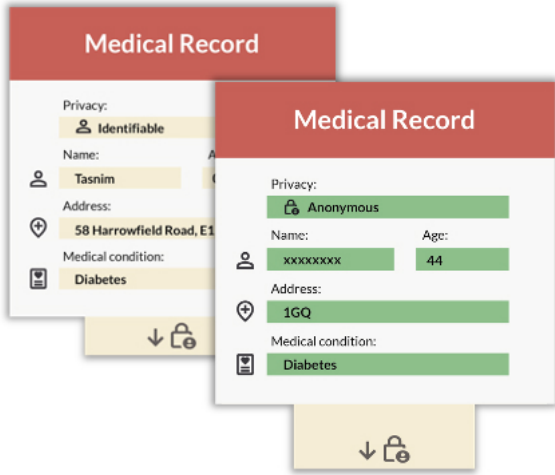 Medical Record
Privacy:
Identifiable
Name:
Tasnim
Address:
58 Harrowfield Road, E1
Medical condition:
Diabetes
Medical Record
Privacy:
Anonymous
Name: Age:
xxxxxxxx 44
Address:
1GQ
Medical condition:
Diabetes